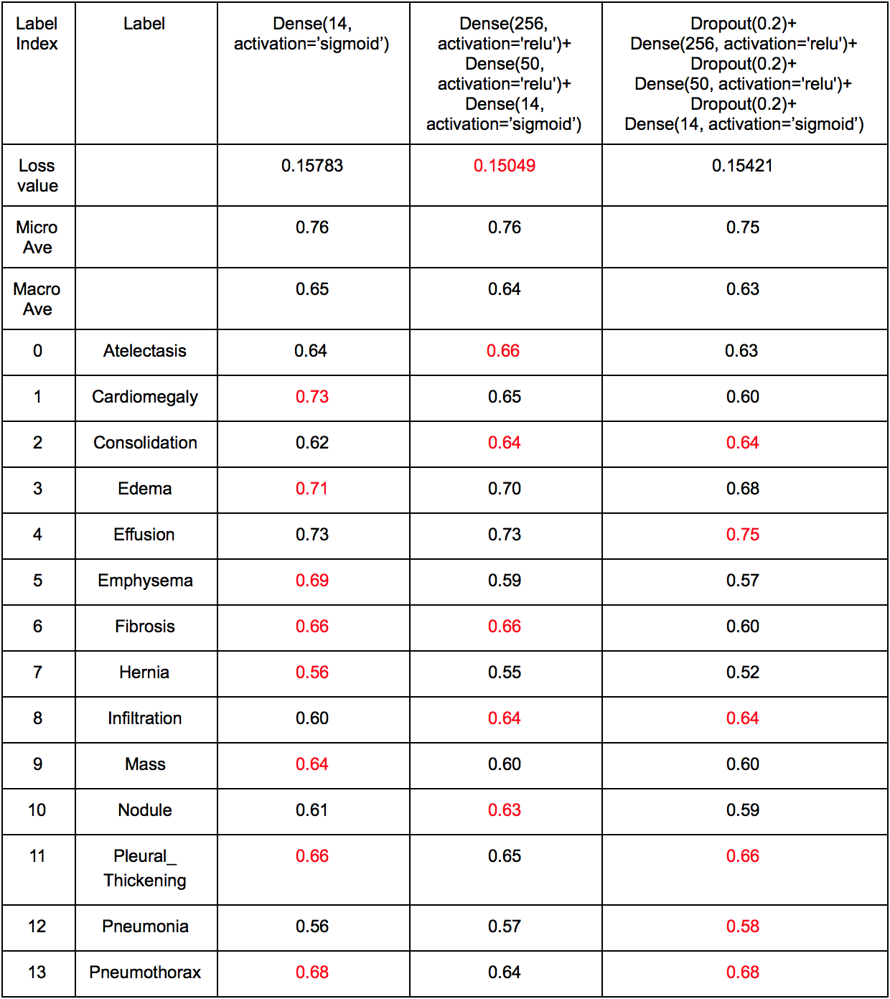 Label Index | Label | Dense(14, activation=’sigmoid’) | Dense(256, activation='relu')+ Dense(50, activation='relu')+ Dense(14, activation=’sigmoid’) | Dropout(0.2)+ Dense(256, activation='relu')+ Dropout(0.2)+ Dense(50, activation='relu')+ Dropout(0.2)+ Dense(14, activation=’sigmoid’)
Loss value | | 0.15783 | 0.15049 | 0.15421
Micro Ave | | 0.76 | 0.76 | 0.75
Macro Ave | | 0.65 | 0.64 | 0.63
0 | Atelectasis | 0.64 | 0.66 | 0.63
1 | Cardiomegaly | 0.73 | 0.65 | 0.60
2 | Consolidation | 0.62 | 0.64 | 0.64
3 | Edema | 0.71 | 0.70 | 0.68
4 | Effusion | 0.73 | 0.73 | 0.75
5 | Emphysema | 0.69 | 0.59 | 0.57
6 | Fibrosis | 0.66 | 0.66 | 0.60
7 | Hernia | 0.56 | 0.55 | 0.52
8 | Infiltration | 0.60 | 0.64 | 0.64
9 | Mass | 0.64 | 0.60 | 0.60
10 | Nodule | 0.61 | 0.63 | 0.59
11 | Pleural_ Thickening | 0.66 | 0.65 | 0.66
12 | Pneumonia | 0.56 | 0.57 | 0.58
13 | Pneumothorax | 0.68 | 0.64 | 0.68